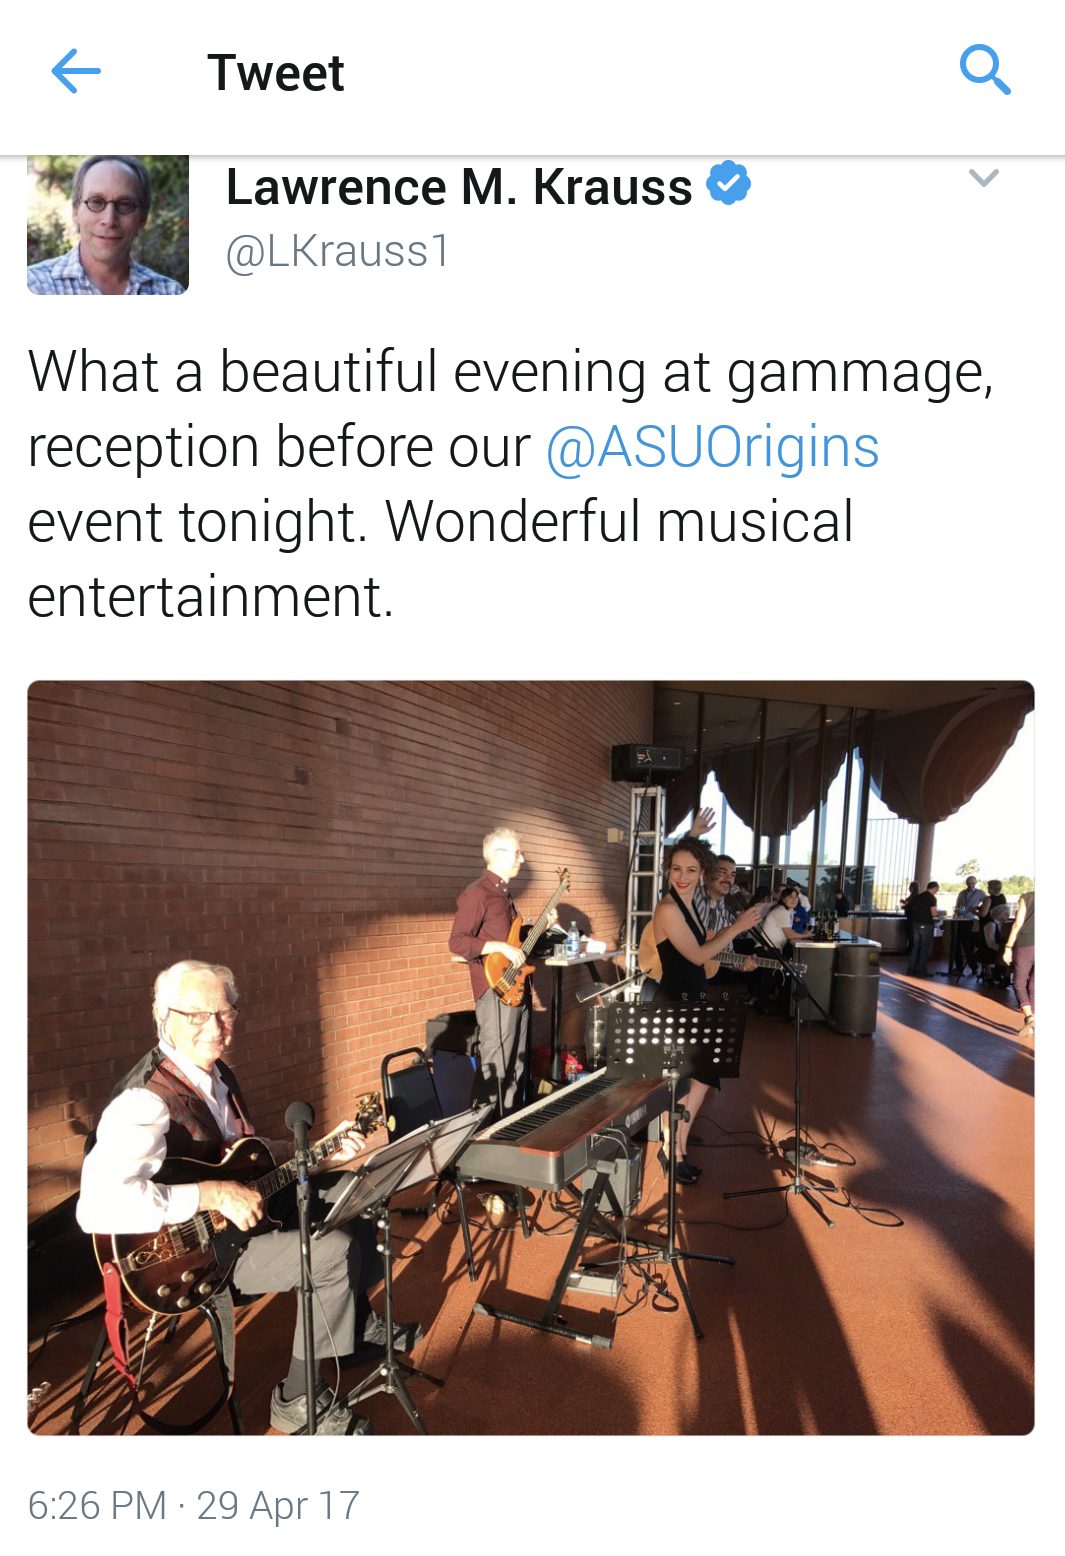 Tweet
Lawrence M. Krauss
@LKrauss1
What a beautiful evening at gammage,
reception before our @ASUOrigins
event tonight. Wonderful musical
entertainment.
6:26 PM · 29 Apr 17